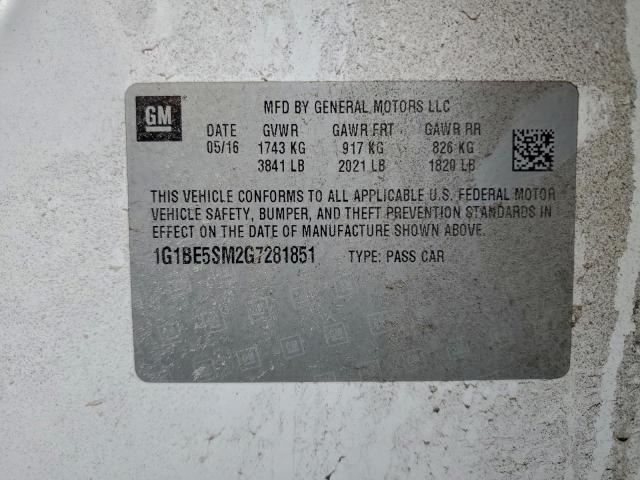 GM
MFD BY GENERAL MOTORS LLC
DATE GVWR GAWR FRT GAWR RR
05/16 1743 KG 917 KG 826 KG
3841 LB 2021 LB 1820 LB
THIS VEHICLE CONFORMS TO ALL APPLICABLE U.S. FEDERAL MOTOR
VEHICLE SAFETY, BUMPER, AND THEFT PREVENTION STANDARDS IN
EFFECT ON THE DATE OF MANUFACTURE SHOWN ABOVE.
1G1BE5SM2G7281851 TYPE: PASS CAR